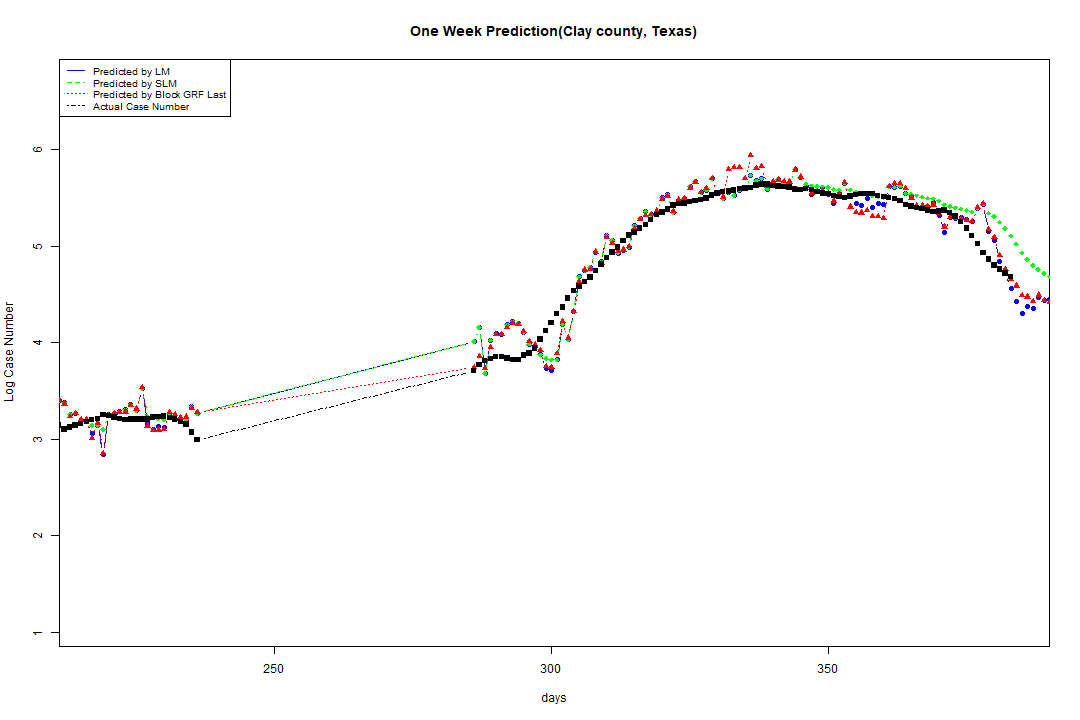 One Week Prediction(Clay county, Texas)
Predicted by LM
Predicted by SLM
Predicted by Block GRF Last
Actual Case Number
6
5
4
3
2
1
Log Case Number
250
300
350
days